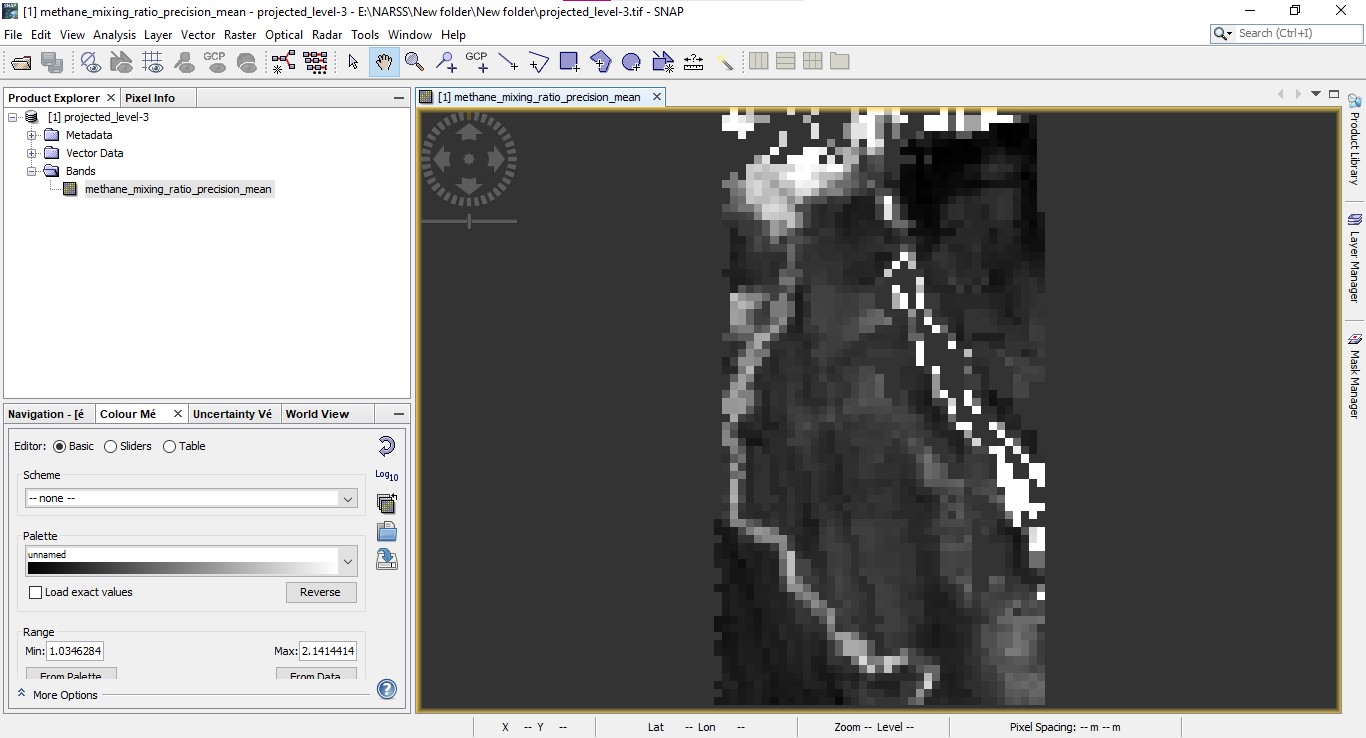 [1] methane_mixing_ratio_precision_mean - projected_level-3 - E:\NARSS\New folder\New folder\projected_level-3.tif - SNAP
File Edit View Analysis Layer Vector Raster Optical Radar Tools Window Help
Search (Ctrl+I)
GCP
GCP
Product Explorer
Pixel Info
[1] methane_mixing_ratio_precision_mean
[1] projected_level-3
Metadata
Vector Data
Bands
methane_mixing_ratio_precision_mean
Product Library
Layer Manager
Mask Manager
Navigation - [é
Colour Mé
Uncertainty Vé
World View
Editor: Basic Sliders Table
Scheme
Log10
-- none --
Palette
unnamed
Load exact values
Reverse
Range
Min: 1.0346284
Max: 2.1414414
From Palette
From Data
More Options
X -- Y --
Lat -- Lon --
Zoom -- Level --
Pixel Spacing: -- m -- m